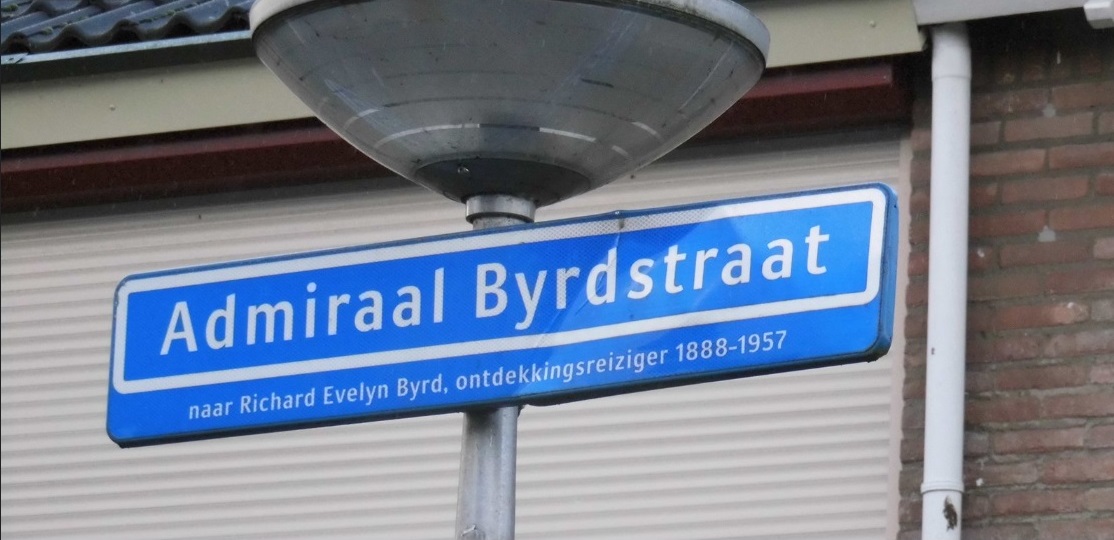 Admiraal Byrdstraat
naar Richard Evelyn Byrd, ontdekkingsreiziger 1888-1957